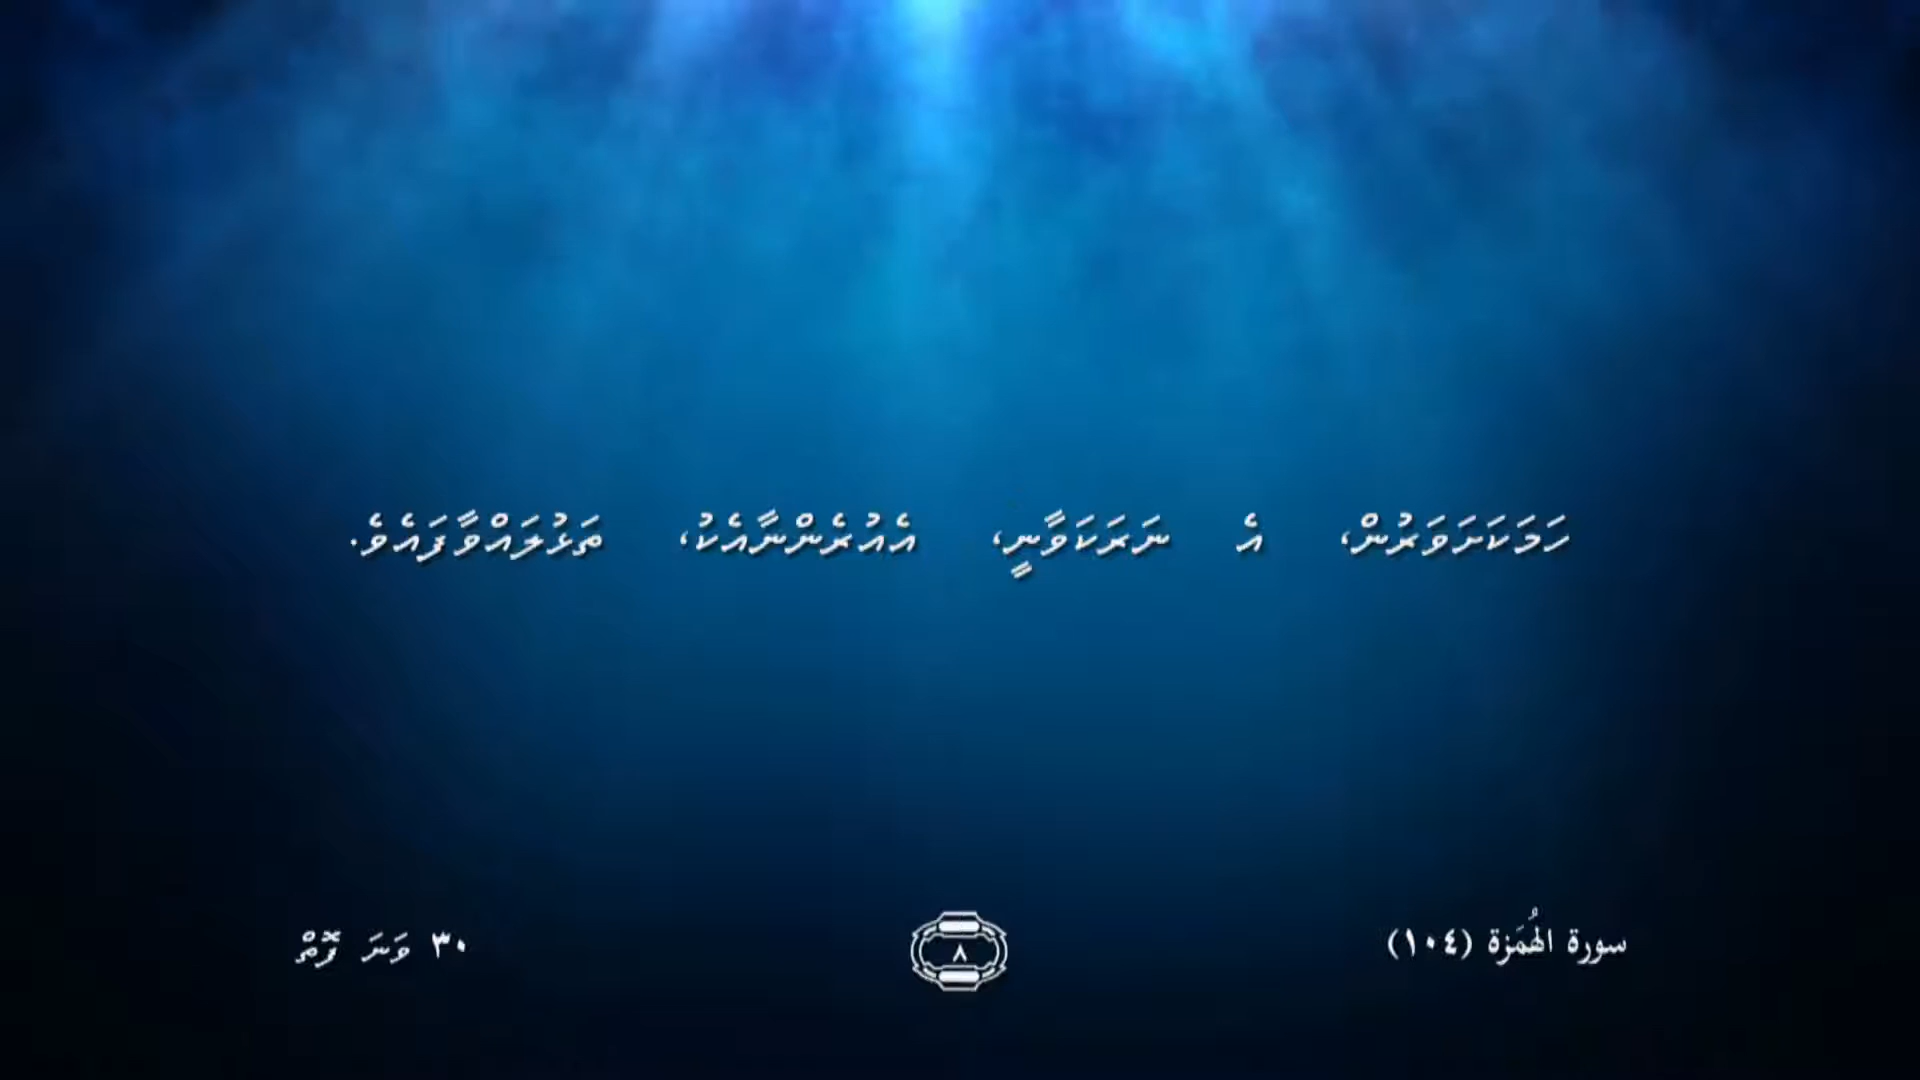 ހަމަކަށަވަރުން، އެ ނަރަކަވާނީ، އެއުރެންނާއެކު، ތަޅުލައްވާފައެވެ.
سورة الهُمَزة (١٠٤)
٨
٣٠ ވަނަ ފޮތް